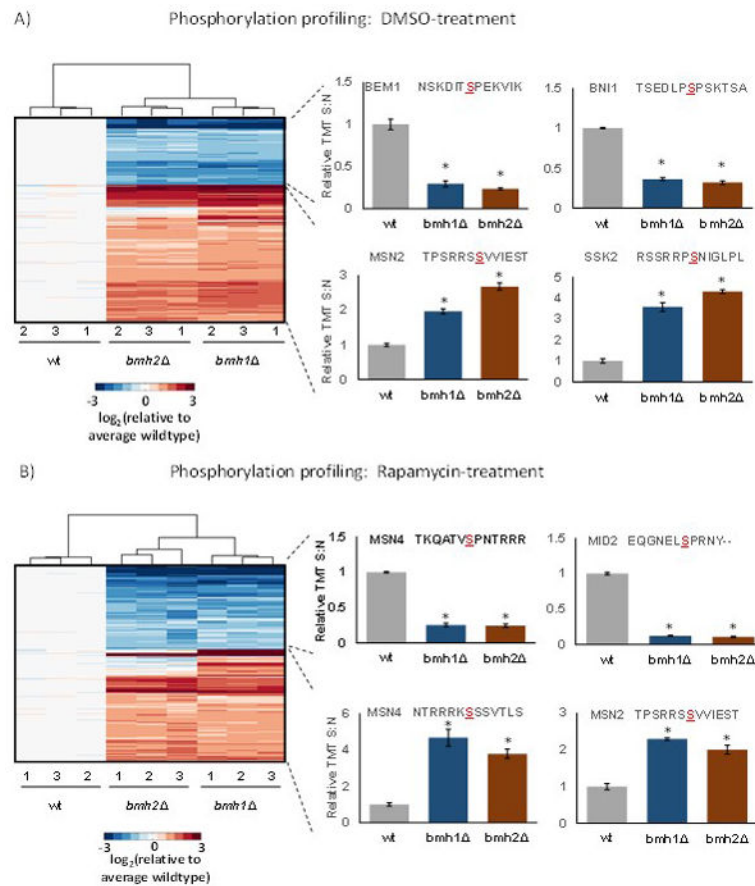 A) Phosphorylation profiling: DMSO-treatment
BEM1 NSKDITSPEKVIK
BNI1 TSEDLPSPSKTSA
Relative TMT S:N
1.5
1
0.5
0
* *
wt bmh1Δ bmh2Δ
1.5
1
0.5
0
* *
wt bmh1Δ bmh2Δ
MSN2 TPSRRSSVVIEST
SSK2 RSSRRPSNIGLPL
Relative TMT S:N
3
2
1
0
* *
wt bmh1Δ bmh2Δ
5
4
3
2
1
0
* *
wt bmh1Δ bmh2Δ
2 3 1 2 3 1 2 3 1
wt bmh2Δ bmh1Δ
-3 0 3
log2(relative to
average wildtype)
B) Phosphorylation profiling: Rapamycin-treatment
MSN4 TKQATVSPNTRRR
MID2 EQGNELSPRNY--
Relative TMT S:N
1.5
1
0.5
0
* *
wt bmh1Δ bmh2Δ
1.5
1
0.5
0
* *
wt bmh1Δ bmh2Δ
MSN4 NTRRRKSSSVTLS
MSN2 TPSRRSSVVIEST
Relative TMT S:N
6
4
2
0
* *
wt bmh1Δ bmh2Δ
3
2
1
0
* *
wt bmh1Δ bmh2Δ
1 3 2 1 2 3 1 2 3
wt bmh2Δ bmh1Δ
-3 0 3
log2(relative to
average wildtype)